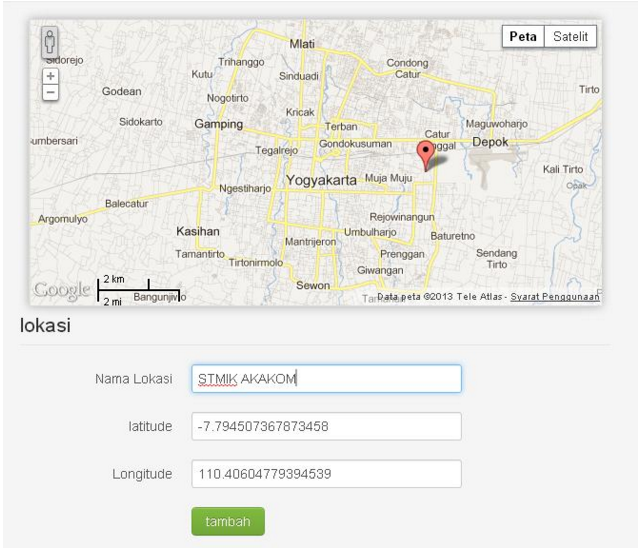 Peta Satelit
Mlati
Sidorejo
Trihanggo
Condong
Catur
Kutu
Sinduadi
Godean
Nogotirto
Tirto
Kricak
Sidokarto
Gamping
Terban
Maguwoharjo
Catur
Depok
Gondokusuman
Tegalrejo
Kali Tirto
Yogyakarta
Muja Muju
Ngestiharjo
Opak
Balecatur
Argomulyo
Rejowinangun
Kasihan
Umbulharjo
Baturetno
Mantrijeron
Tamantirto
Prenggan
Sendang
Tirto
Tirtonirmolo
Giwangan
2 km
Sewon
Google
Bangunjiwo
2 mi
Data peta ©2013 Tele Atlas - Syarat Penggunaan
lokasi
Nama Lokasi STMIK AKAKOM
latitude -7.794507367873458
Longitude 110.40604779394539
tambah